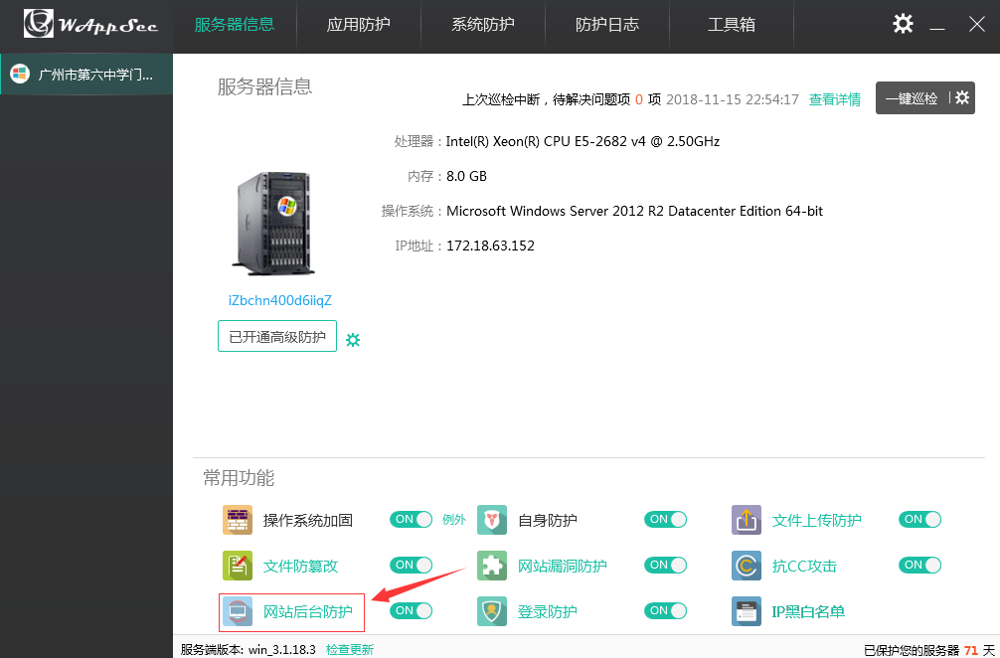 WAppSec
服务器信息
应用防护
系统防护
防护日志
工具箱
广州市第六中学门...
服务器信息
上次巡检中断，待解决问题项 0 项 2018-11-15 22:54:17 查看详情
一键巡检
处理器：Intel(R) Xeon(R) CPU E5-2682 v4 @ 2.50GHz
内存：8.0 GB
操作系统：Microsoft Windows Server 2012 R2 Datacenter Edition 64-bit
IP地址：172.18.63.152
iZbchn400d6iiqZ
已开通高级防护
常用功能
操作系统加固 ON 例外 自身防护 ON 文件上传防护 ON
文件防篡改 ON 网站漏洞防护 ON 抗CC攻击 ON
网站后台防护 ON 登录防护 ON IP黑白名单
服务端版本: win_3.1.18.3 检查更新 已保护您的服务器 71 天